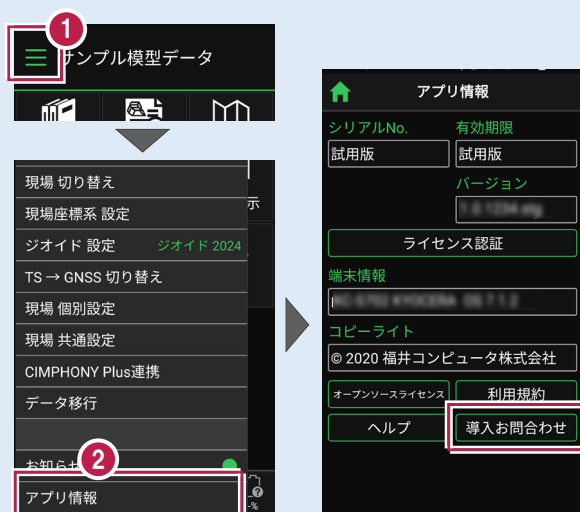 1
サンプル模型データ
示
現場 切り替え
現場座標系 設定
ジオイド 設定 ジオイド 2024
TS → GNSS 切り替え
現場 個別設定
現場 共通設定
CIMPHONY Plus連携
データ移行
お知らせ
2
アプリ情報
-%
アプリ情報
シリアルNo. 有効期限
試用版 試用版
バージョン
ライセンス認証
端末情報
コピーライト
© 2020 福井コンピュータ株式会社
オープンソースライセンス 利用規約
ヘルプ 導入お問合わせ